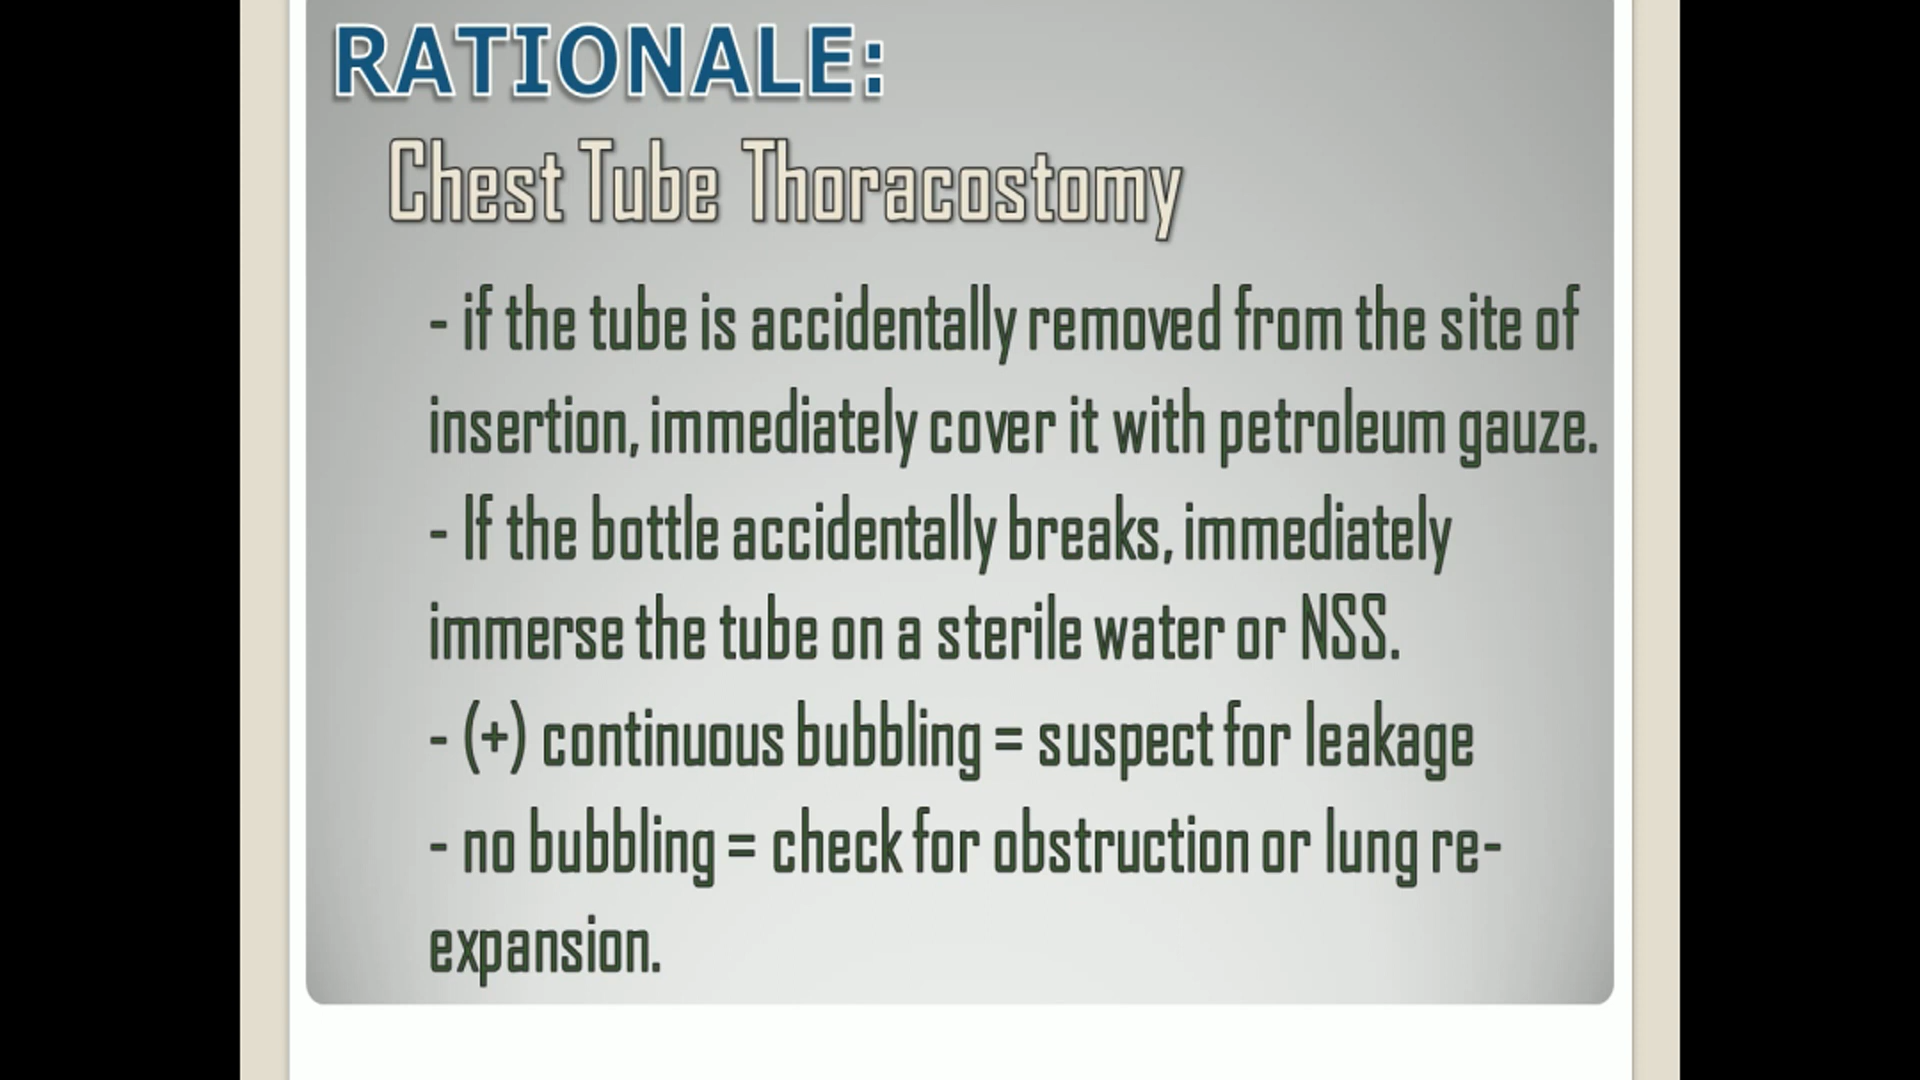 RATIONALE:
Chest Tube Thoracostomy
- if the tube is accidentally removed from the site of
insertion, immediately cover it with petroleum gauze.
- If the bottle accidentally breaks, immediately
immerse the tube on a sterile water or NSS.
- (+) continuous bubbling = suspect for leakage
- no bubbling = check for obstruction or lung re-
expansion.